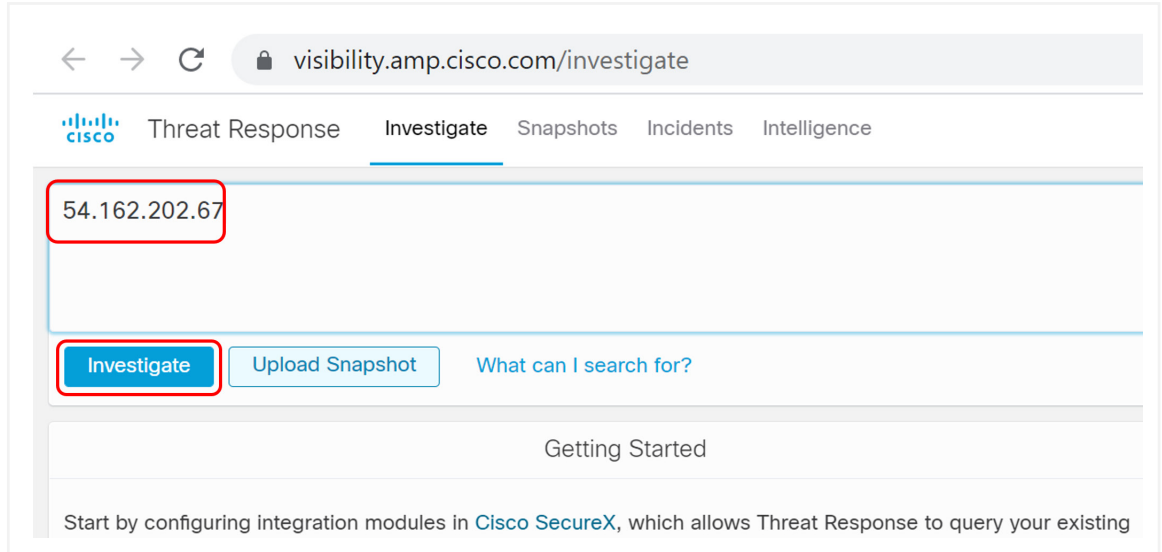 visibility.amp.cisco.com/investigate
CISCO Threat Response Investigate Snapshots Incidents Intelligence
54.162.202.67
Investigate Upload Snapshot What can I search for?
Getting Started
Start by configuring integration modules in Cisco SecureX, which allows Threat Response to query your existing